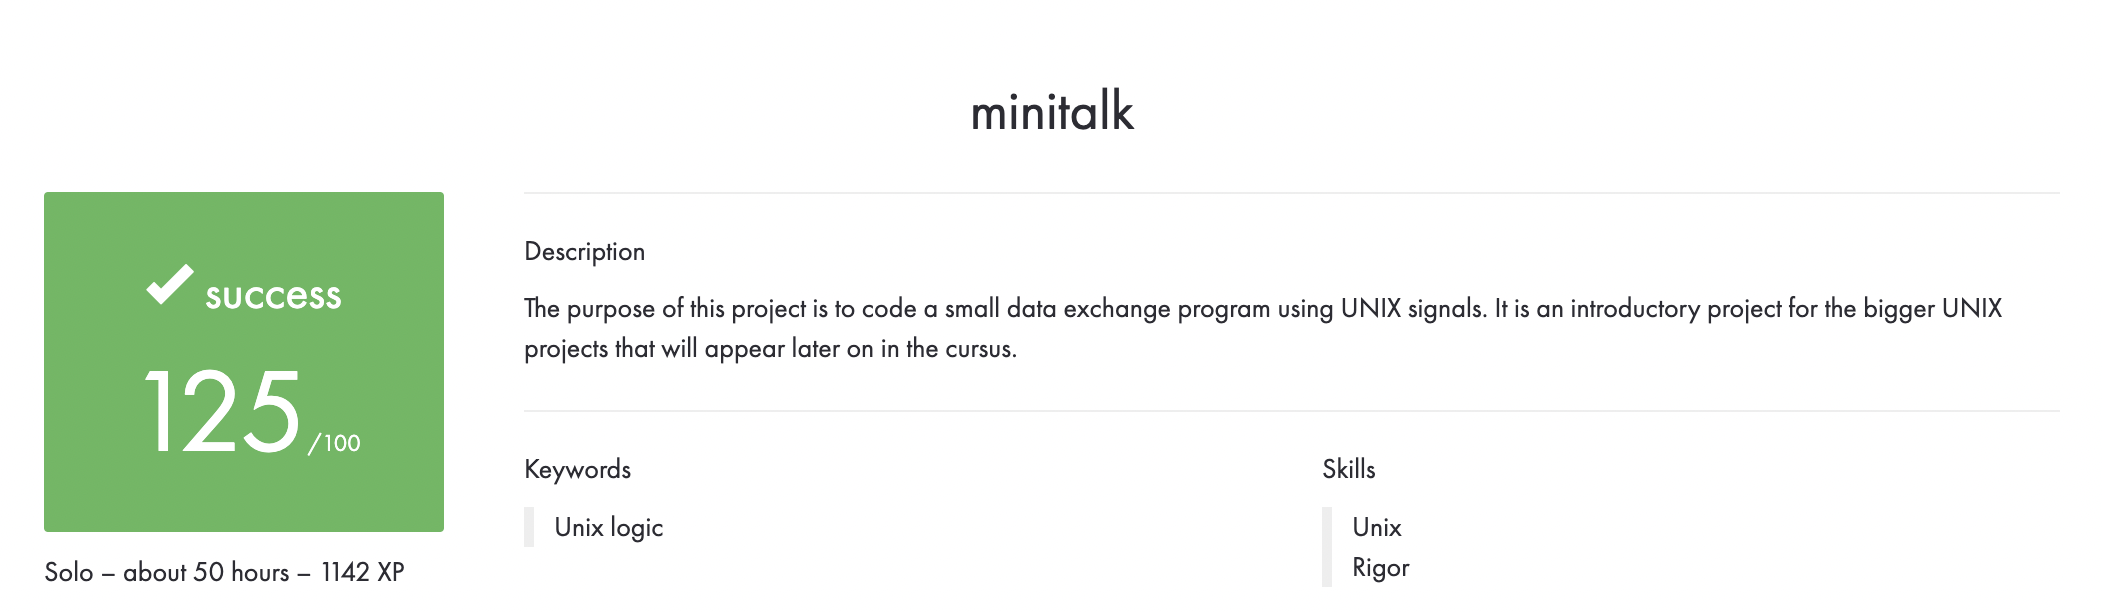 minitalk
success
125/100
Solo – about 50 hours – 1142 XP
Description
The purpose of this project is to code a small data exchange program using UNIX signals. It is an introductory project for the bigger UNIX
projects that will appear later on in the cursus.
Keywords
Unix logic
Skills
Unix
Rigor